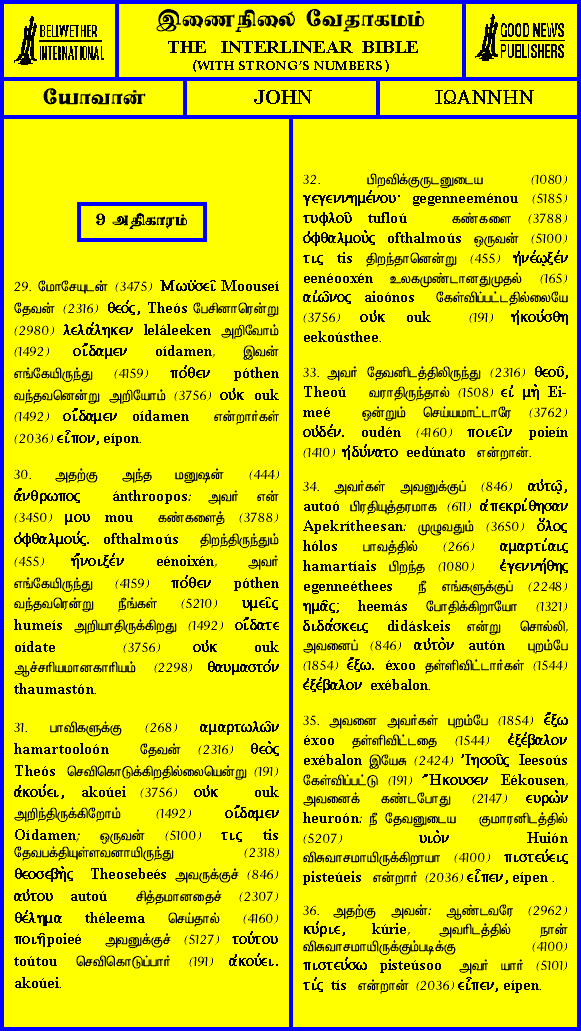 BELLWETHER
INTERNATIONAL
இணைநிலை வேதாகமம்
THE INTERLINEAR BIBLE
(WITH STRONG'S NUMBERS)
GOOD NEWS
PUBLISHERS
யோவான்
JOHN
ΙΩΑΝΝΗΝ
9 அதிகாரம்
29. மோசேயுடன் (3475) Μωϋσεῖ Moouseí
தேவன் (2316) θεός, Theós பேசினாரென்று
(2980) λελάληκεν leláleeken அறிவோம்
(1492) οἴδαμεν oídamen, இவன்
எங்கேயிருந்து (4159) πόθεν póthen
வந்தவனென்று அறியோம் (3756) οὐκ ouk
(1492) οἴδαμεν oídamen என்றார்கள்
(2036) εἶπον, eípon.
30. அதற்கு அந்த மனுஷன் (444)
ἄνθρωπος ánthroopos: அவர் என்
(3450) μου mou கண்களைத் (3788)
ὀφθαλμούς. ofthalmoús திறந்திருந்தும்
(455) ἤνοιξέν eénoixén, அவர்
எங்கேயிருந்து (4159) πόθεν póthen
வந்தவரென்று நீங்கள் (5210) υμεῖς
humeís அறியாதிருக்கிறது (1492) οἴδατε
oídate (3756) οὐκ ouk
ஆச்சரியமானகாரியம் (2298) θαυμαστόν
thaumastón.
31. பாவிகளுக்கு (268) αμαρτωλῶν
hamartooloón தேவன் (2316) θεὸς
Theós செவிகொடுக்கிறதில்லையென்று (191)
ἀκούει, akoúei (3756) οὐκ ouk
அறிந்திருக்கிறோம் (1492) οἴδαμεν
Oídamen; ஒருவன் (5100) τις tis
தேவபக்தியுள்ளவனாயிருந்து (2318)
θεοσεβὴς Theosebeés அவருக்குச் (846)
αύτου autoú சித்தமானதைச் (2307)
θέλημα théleema செய்தால் (4160)
ποιῆ poieé அவனுக்குச் (5127) τούτου
toútou செவிகொடுப்பார் (191) ἀκούει.
akoúei.
32. பிறவிக்குருடனுடைய (1080)
γεγεννημένου· gegenneeménou (5185)
τυφλοῦ tufloú கண்களை (3788)
ὀφθαλμοὺς ofthalmoús ஒருவன் (5100)
τις tis திறந்தானென்று (455) ἠνέῳξέν
eenéooxén உலகமுண்டானதுமுதல் (165)
αἰῶνος aioónos கேள்விப்பட்டதில்லையே
(3756) οὐκ ouk (191) ἠκούσθη
eekoústhee.
33. அவர் தேவனிடத்திலிருந்து (2316) θεοῦ,
Theoú வராதிருந்தால் (1508) εἰ μὴ Ei-
meé ஒன்றும் செய்யமாட்டாரே (3762)
οὐδέν. oudén (4160) ποιεῖν poieín
(1410) ἠδύνατο eedúnato என்றான்.
34. அவர்கள் அவனுக்குப் (846) αὐτῷ,
autoó பிரதியுத்தரமாக (611) ἀπεκρίθησαν
Apekrítheesan: முழுவதும் (3650) ὅλος
hólos பாவத்தில் (266) αμαρτίαις
hamartíais பிறந்த (1080) ἐγεννήθης
egenneéthees நீ எங்களுக்குப் (2248)
ημᾶς; heemás போதிக்கிறாயோ (1321)
διδάσκεις didáskeis என்று சொல்லி,
அவனைப் (846) αὐτὸν autón புறம்பே
(1854) ἔξω. éxoo தள்ளிவிட்டார்கள் (1544)
ἐξέβαλον exébalon.
35. அவனை அவர்கள் புறம்பே (1854) ἔξω
éxoo தள்ளிவிட்டதை (1544) ἐξέβαλον
exébalon இயேசு (2424) Ἰησοῦς Ieesoús
கேள்விப்பட்டு (191) Ἤκουσεν Eékousen,
அவனைக் கண்டபோது (2147) ευρὼν
heuroón: நீ தேவனுடைய குமாரனிடத்தில்
(5207) υιὸν Huión
விசுவாசமாயிருக்கிறாயா (4100) πιστεύεις
pisteúeis என்றார் (2036) εἶπεν, eípen .
36. அதற்கு அவன்: ஆண்டவரே (2962)
κύριε, kúrie, அவரிடத்தில் நான்
விசுவாசமாயிருக்கும்படிக்கு (4100)
πιστεύσω pisteúsoo அவர் யார் (5101)
τίς tís என்றான் (2036) εἶπεν, eípen.